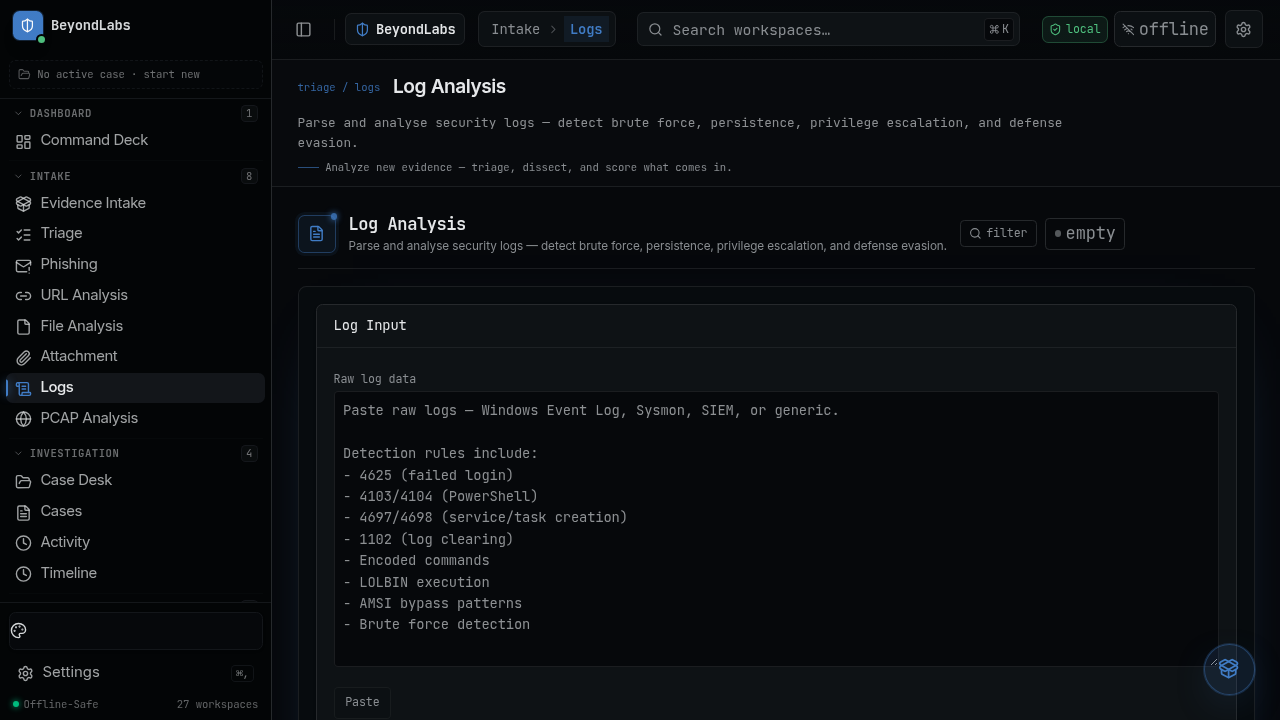 BeyondLabs
No active case · start new
DASHBOARD 1
Command Deck
INTAKE 8
Evidence Intake
Triage
Phishing
URL Analysis
File Analysis
Attachment
Logs
PCAP Analysis
INVESTIGATION 4
Case Desk
Cases
Activity
Timeline
Settings ⌘,
Offline-Safe 27 workspaces
BeyondLabs Intake Logs Search workspaces… ⌘K local offline
triage / logs Log Analysis
Parse and analyse security logs — detect brute force, persistence, privilege escalation, and defense
evasion.
Analyze new evidence — triage, dissect, and score what comes in.
Log Analysis
Parse and analyse security logs — detect brute force, persistence, privilege escalation, and defense evasion.
filter empty
Log Input
Raw log data
Paste raw logs — Windows Event Log, Sysmon, SIEM, or generic.
Detection rules include:
- 4625 (failed login)
- 4103/4104 (PowerShell)
- 4697/4698 (service/task creation)
- 1102 (log clearing)
- Encoded commands
- LOLBIN execution
- AMSI bypass patterns
- Brute force detection
Paste